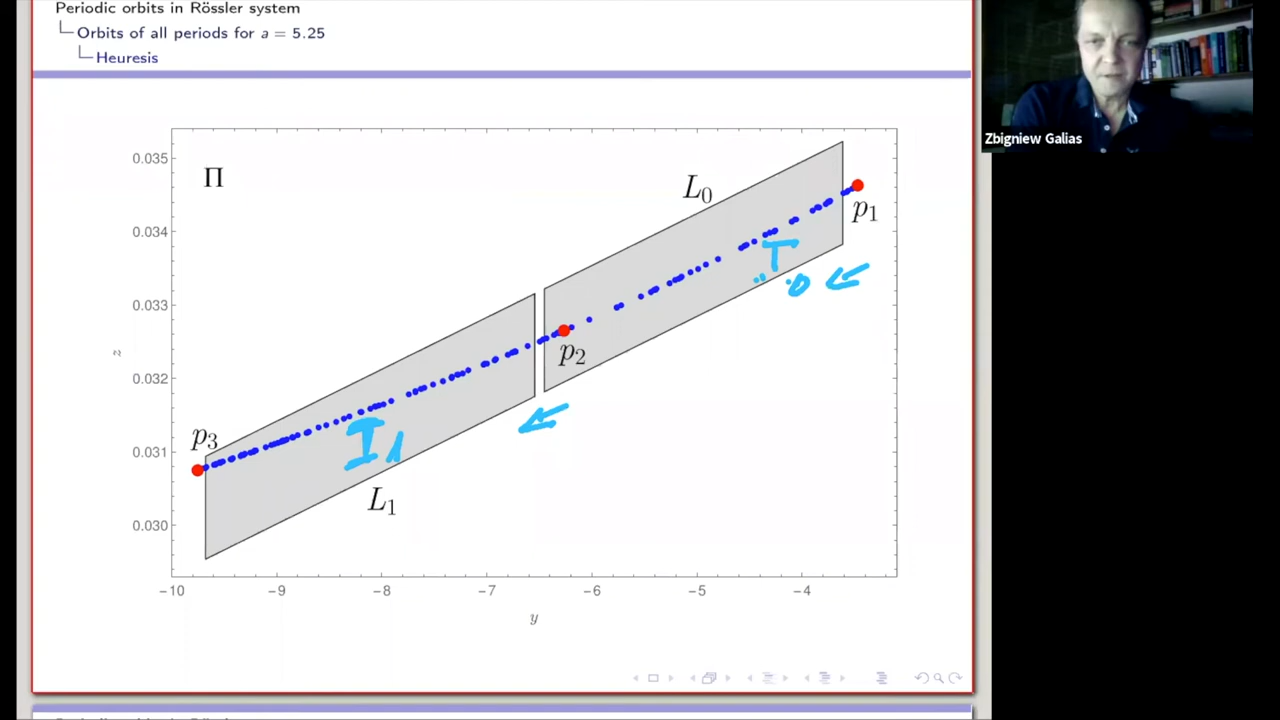 Periodic orbits in Rössler system
Orbits of all periods for a = 5.25
Heuresis
Zbigniew Galias
Π
L0
p1
p2
p3
L1
I0
I1
0.035
0.034
0.033
0.032
0.031
0.030
z
−10
−9
−8
−7
−6
−5
−4
y